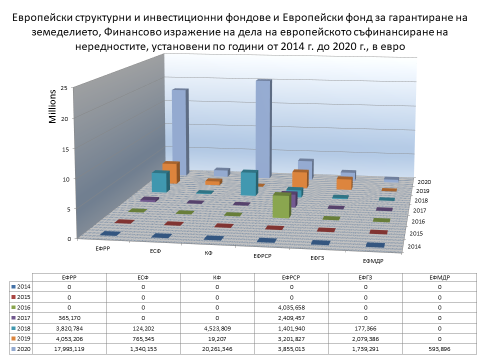 Европейски структурни и инвестиционни фондове и Европейски фонд за гарантиране на
земеделието, Финансово изражение на дела на европейското съфинансиране на
нередностите, установени по години от 2014 г. до 2020 г., в евро
Millions
25
20
15
10
5
0
2020
2019
2018
2017
2016
2015
2014
ЕФРР ЕСФ КФ ЕФРСР ЕФГЗ ЕФМДР
ЕФРР ЕСФ КФ ЕФРСР ЕФГЗ ЕФМДР
2014 0 0 0 0 0 0
2015 0 0 0 0 0 0
2016 0 0 0 4,035,658 0 0
2017 365,170 0 0 2,409,457 0 0
2018 3,820,784 124,202 4,523,809 1,401,940 177,366 0
2019 4,053,206 765,345 19,207 3,201,827 2,079,386 0
2020 17,993,119 1,340,153 20,261,346 3,855,013 1,739,291 593,896